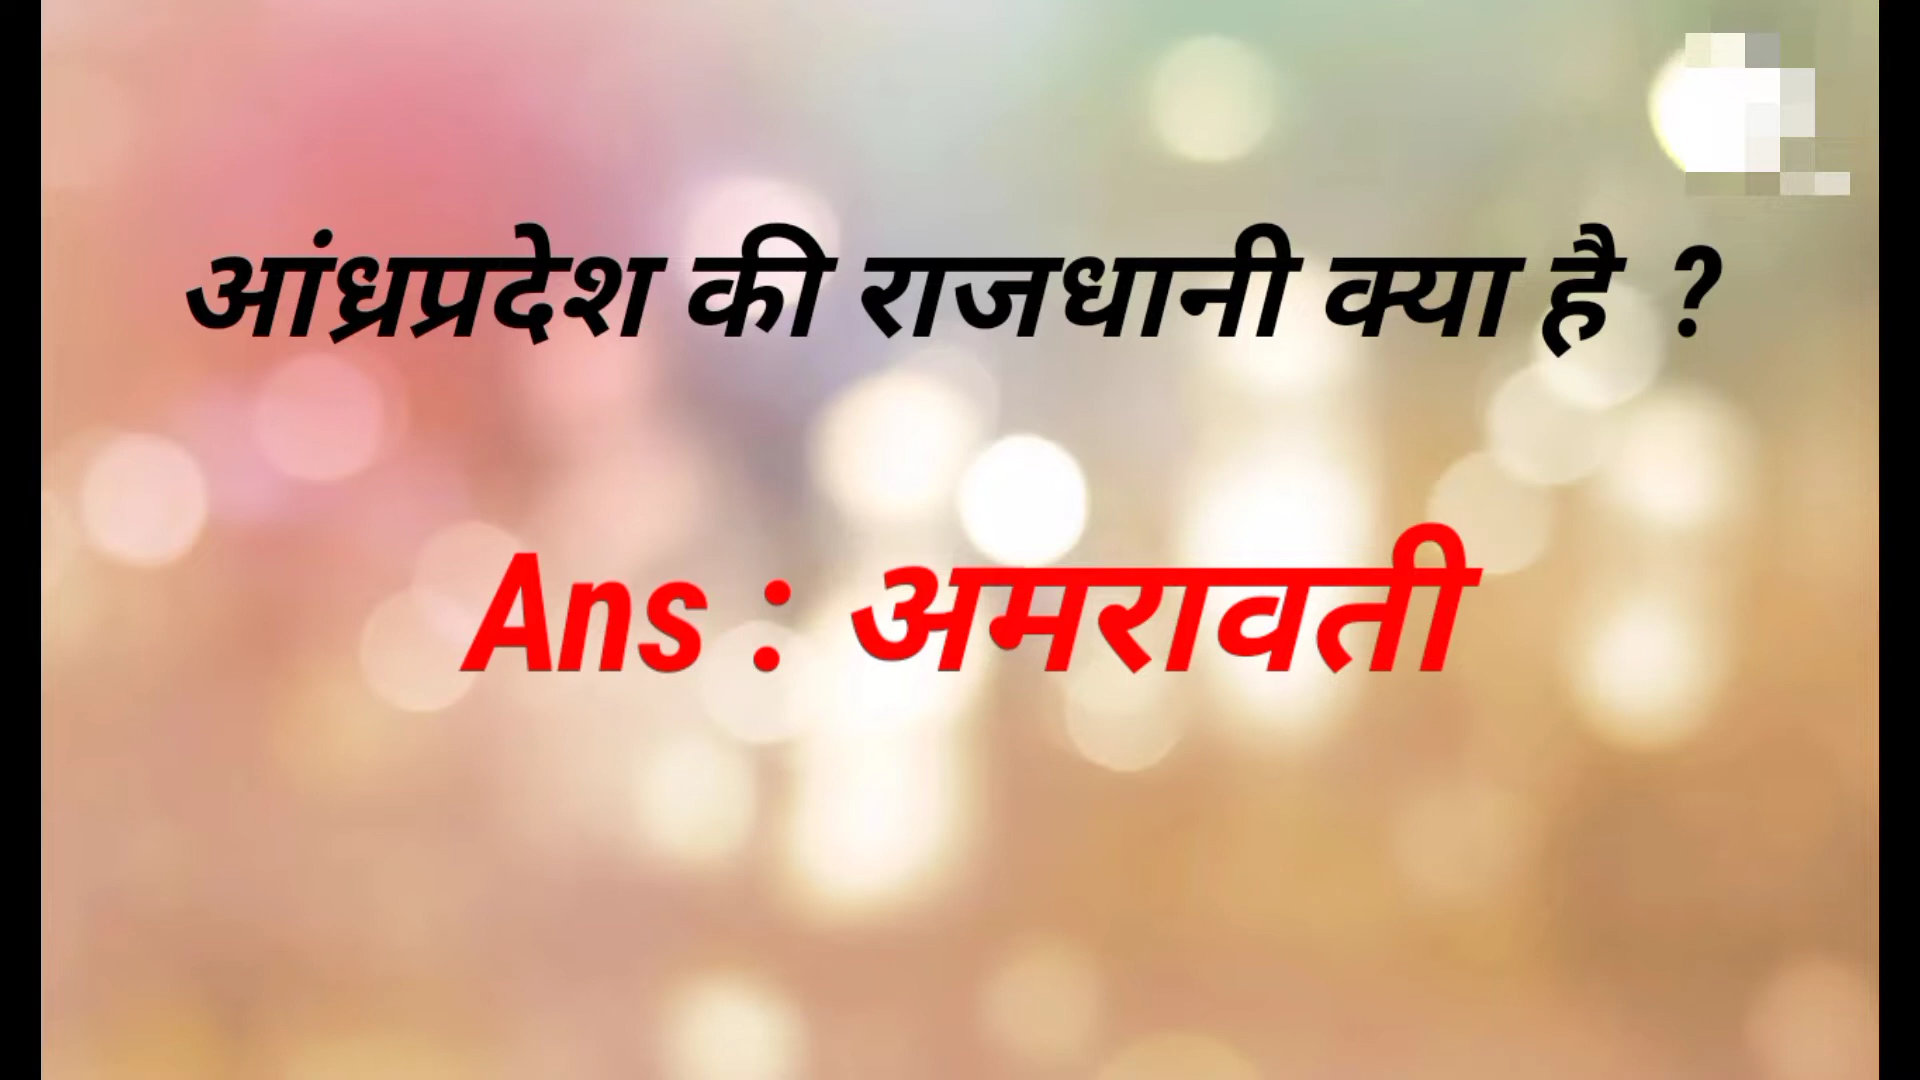 आंध्रप्रदेश की राजधानी क्या है ?
Ans : अमरावती